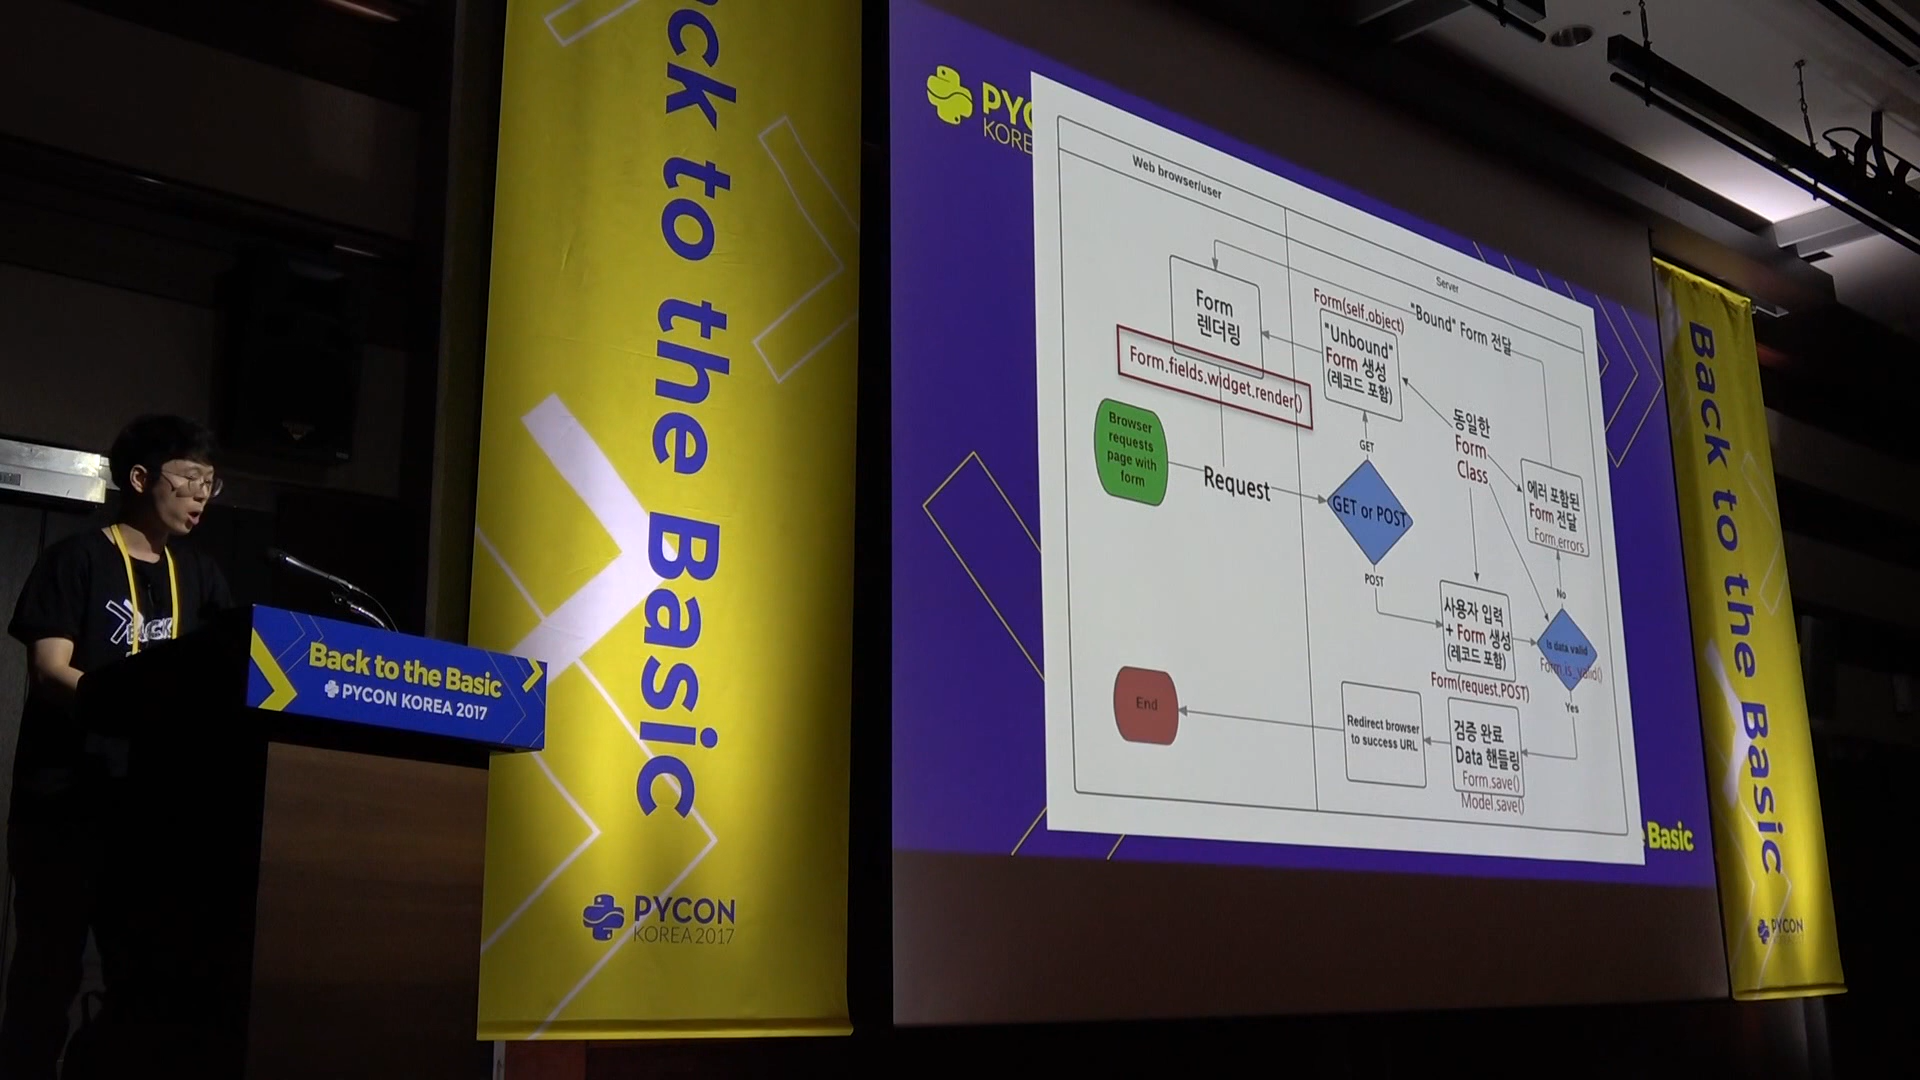 ck to the Basic
PYCON
KOREA 2017
BACK
Back to the Basic
PYCON KOREA 2017
PYC
KORE
Web browser/user
Server
Form
렌더링
Form.fields.widget.render()
Form(self.object)
"Unbound"
Form 생성
(레코드 포함)
"Bound" Form 전달
Browser
requests
page with
form
Request
GET
GET or POST
POST
동일한
Form
Class
에러 포함된
Form 전달
Form.errors
No
사용자 입력
+ Form 생성
(레코드 포함)
Form(request.POST)
Is data valid
Form.is_valid()
Yes
End
Redirect browser
to success URL
검증 완료
Data 핸들링
Form.save()
Model.save()
Basic
Back to the Basic
PYCON